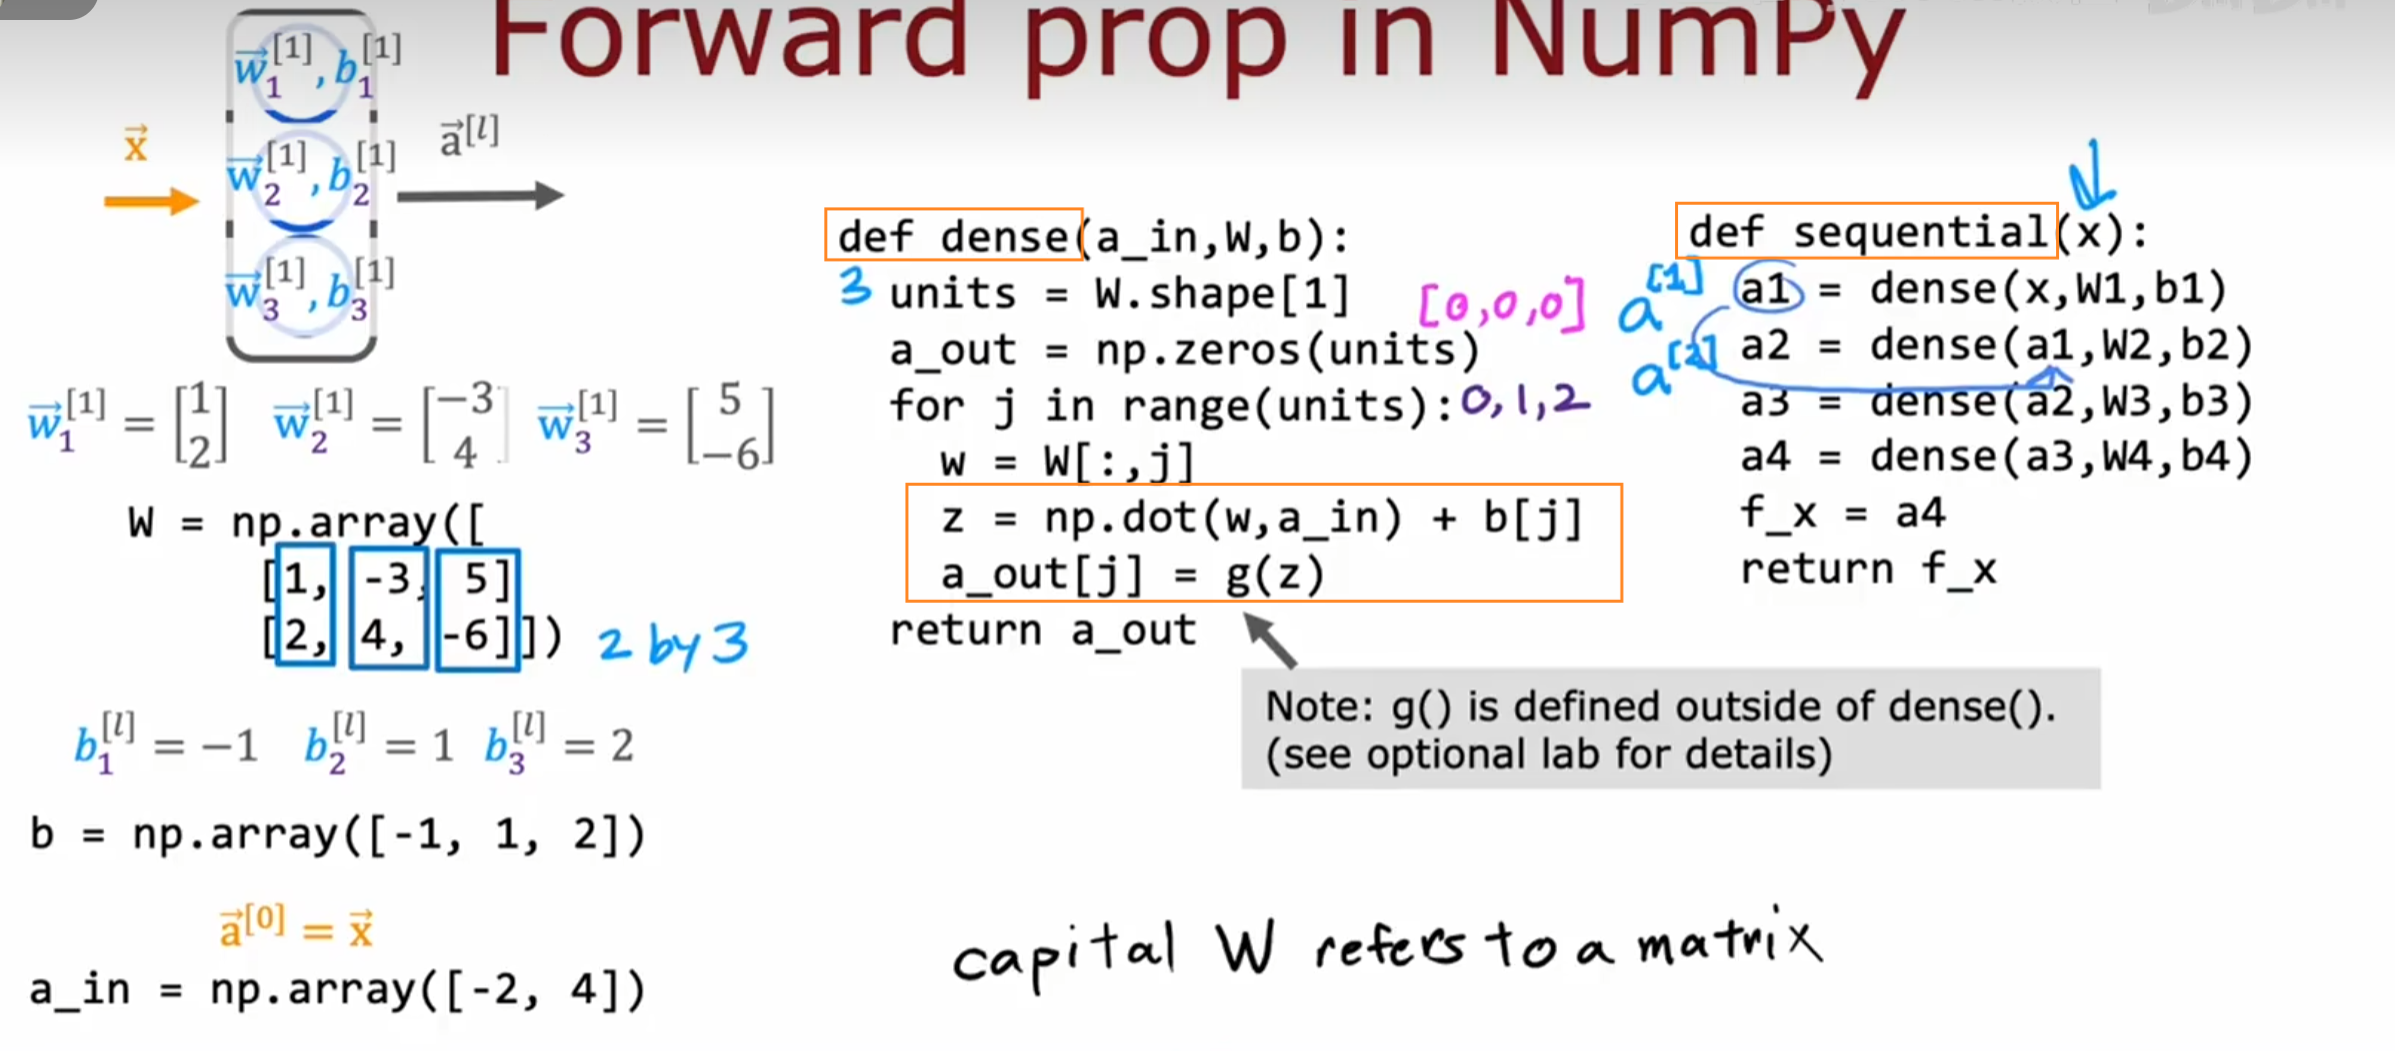 Forward prop in NumPy
w⃗₁^[1], b₁^[1]
w⃗₂^[1], b₂^[1]
w⃗₃^[1], b₃^[1]
x⃗
a⃗^[l]
w⃗₁^[1] = [1 2] w⃗₂^[1] = [−3 4] w⃗₃^[1] = [5 −6]
W = np.array([
[1, -3, 5]
[2, 4, -6]])
2 by 3
b₁^[l] = −1 b₂^[l] = 1 b₃^[l] = 2
b = np.array([-1, 1, 2])
a⃗^[0] = x⃗
a_in = np.array([-2, 4])
def dense(a_in,W,b):
3 units = W.shape[1]
[0,0,0]
a_out = np.zeros(units)
for j in range(units): 0,1,2
w = W[:,j]
z = np.dot(w,a_in) + b[j]
a_out[j] = g(z)
return a_out
Note: g() is defined outside of dense().
(see optional lab for details)
def sequential(x):
a^[1] a1 = dense(x,W1,b1)
a^[2] a2 = dense(a1,W2,b2)
a3 = dense(a2,W3,b3)
a4 = dense(a3,W4,b4)
f_x = a4
return f_x
capital W refers to a matrix